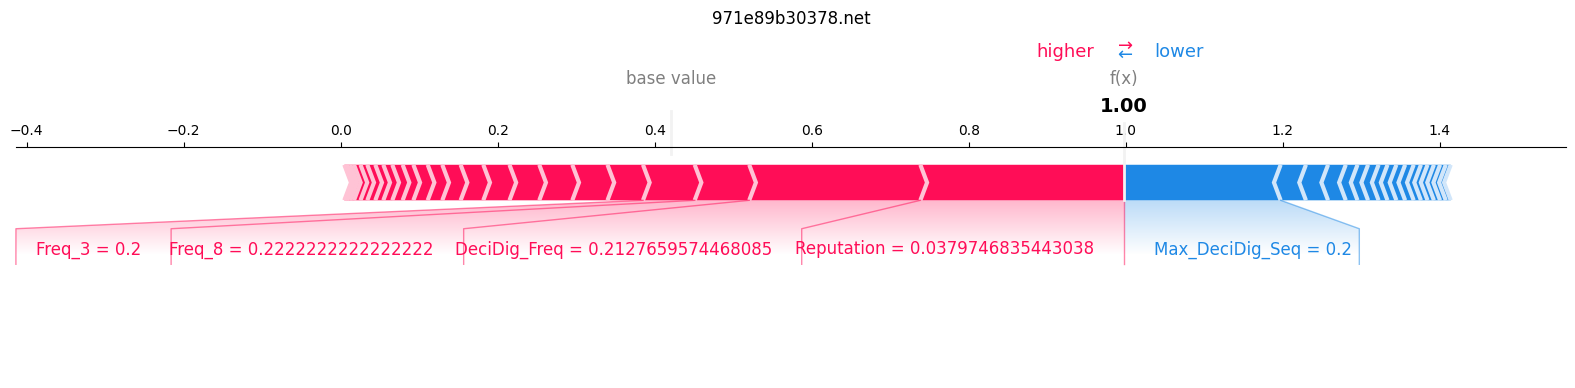 971e89b30378.net
higher → ← lower
base value f(x)
1.00
−0.4 −0.2 0.0 0.2 0.4 0.6 0.8 1.0 1.2 1.4
Freq_3 = 0.2 Freq_8 = 0.2222222222222222 DeciDig_Freq = 0.2127659574468085 Reputation = 0.0379746835443038 Max_DeciDig_Seq = 0.2